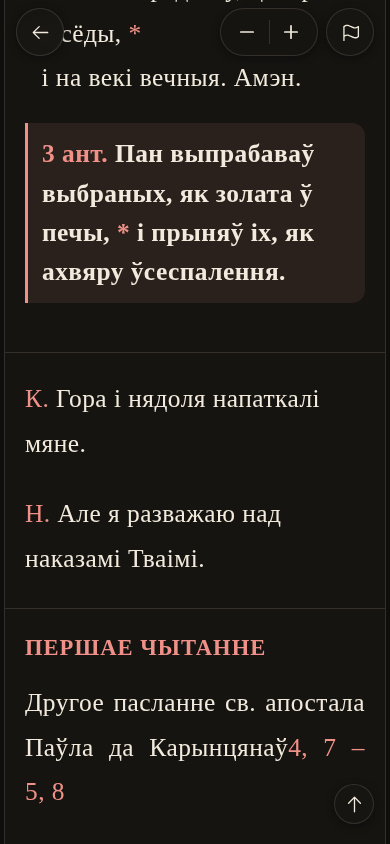 сёды, *
і на векі вечныя. Амэн.
3 ант. Пан выпрабаваў
выбраных, як золата ў
печы, * і прыняў іх, як
ахвяру ўсеспалення.
К. Гора і нядоля напаткалі
мяне.
Н. Але я разважаю над
наказамі Тваімі.
ПЕРШАЕ ЧЫТАННЕ
Другое пасланне св. апостала
Паўла да Карынцянаў4, 7 –
5, 8